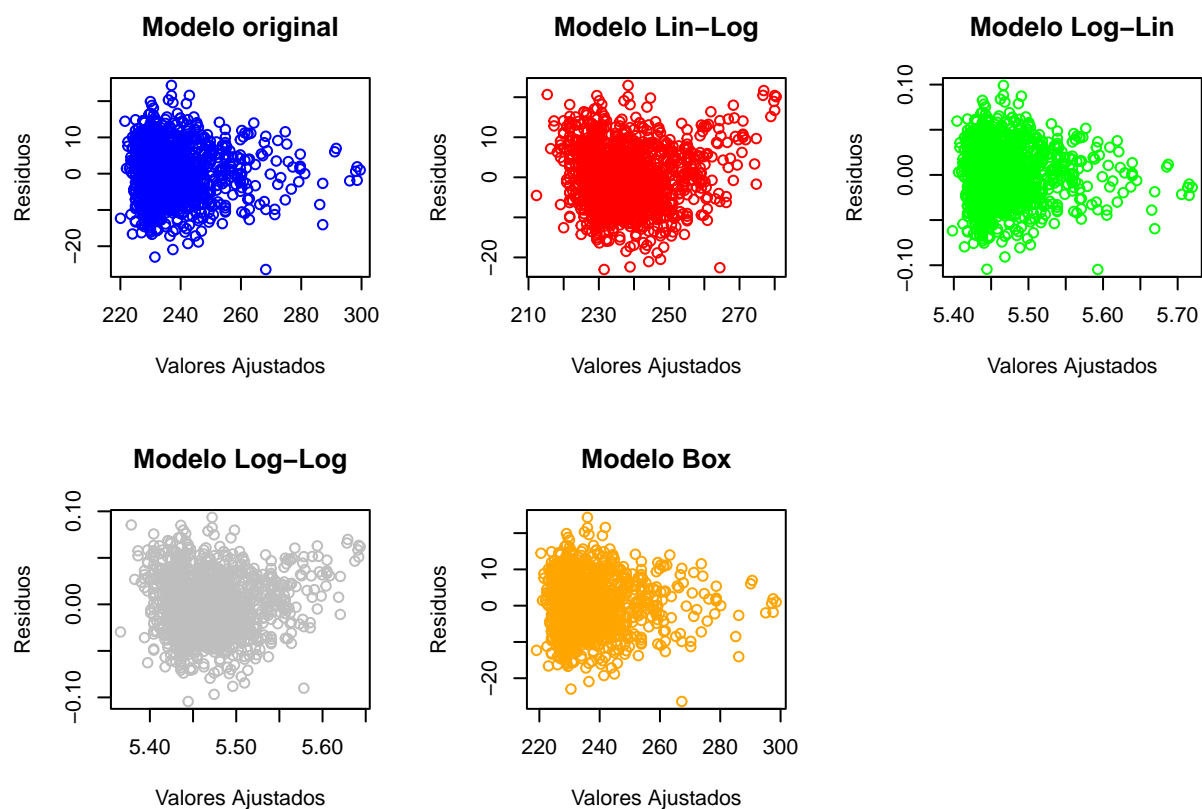 Modelo original
Residuos
10
0
−20
220 240 260 280 300
Valores Ajustados
Modelo Lin−Log
Residuos
10
0
−20
210 230 250 270
Valores Ajustados
Modelo Log−Lin
Residuos
0.10
0.00
−0.10
5.40 5.50 5.60 5.70
Valores Ajustados
Modelo Log−Log
Residuos
0.10
0.00
−0.10
5.40 5.50 5.60
Valores Ajustados
Modelo Box
Residuos
10
0
−20
220 240 260 280 300
Valores Ajustados